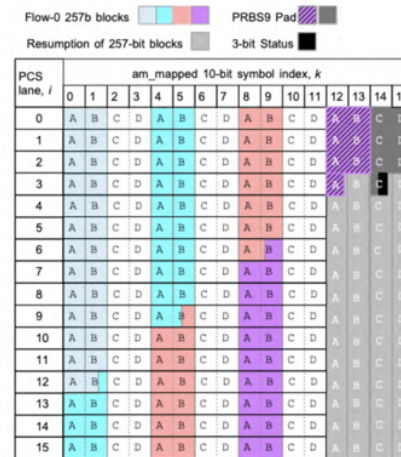 Flow-0 257b blocks PRBS9 Pad
Resumption of 257-bit blocks 3-bit Status
PCS lane, i am_mapped 10-bit symbol index, k
0 1 2 3 4 5 6 7 8 9 10 11 12 13 14
0 A B C D A B C D A B C D A B C D
1 A B C D A B C D A B C D A B C D
2 A B C D A B C D A B C D A B C D
3 A B C D A B C D A B C D A B C D
4 A B C D A B C D A B C D A B C D
5 A B C D A B C D A B C D A B C D
6 A B C D A B C D A B C D A B C D
7 A B C D A B C D A B C D A B C D
8 A B C D A B C D A B C D A B C D
9 A B C D A B C D A B C D A B C D
10 A B C D A B C D A B C D A B C D
11 A B C D A B C D A B C D A B C D
12 A B C D A B C D A B C D A B C D
13 A B C D A B C D A B C D A B C D
14 A B C D A B C D A B C D A B C D
15 A B C D A B C D A B C D A B C D